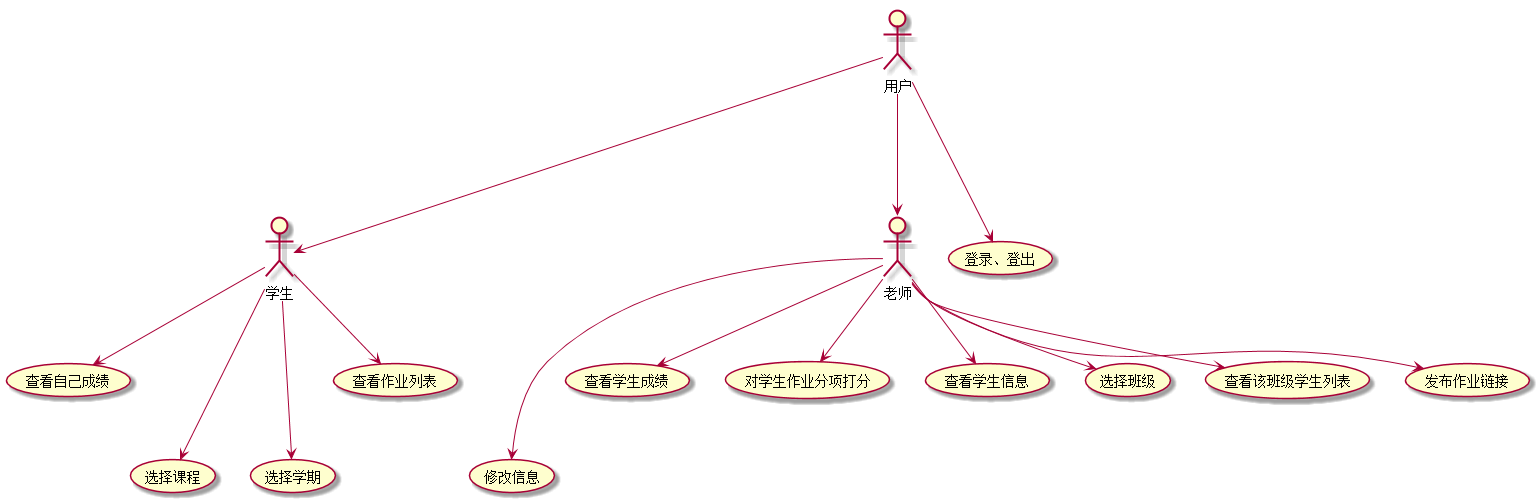 用户
登录、登出
学生
老师
查看自己成绩
查看作业列表
查看学生成绩
对学生作业分项打分
查看学生信息
选择班级
查看该班级学生列表
发布作业链接
选择课程
选择学期
修改信息